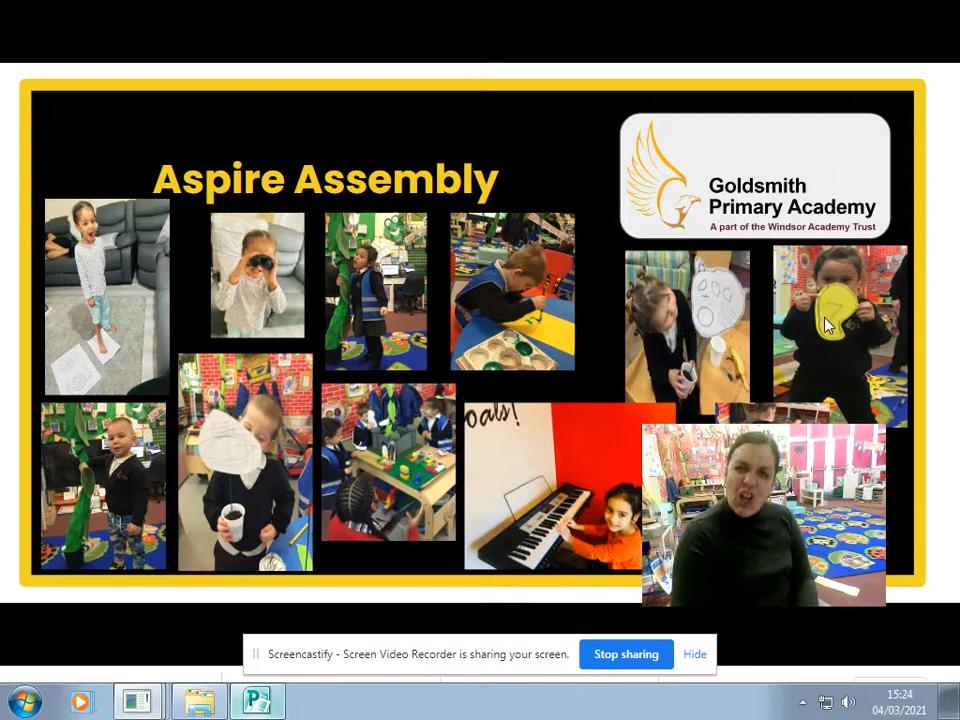 Aspire Assembly
Goldsmith
Primary Academy
A part of the Windsor Academy Trust
oals!
Screencastify - Screen Video Recorder is sharing your screen.
Stop sharing
Hide
15:24
04/03/2021